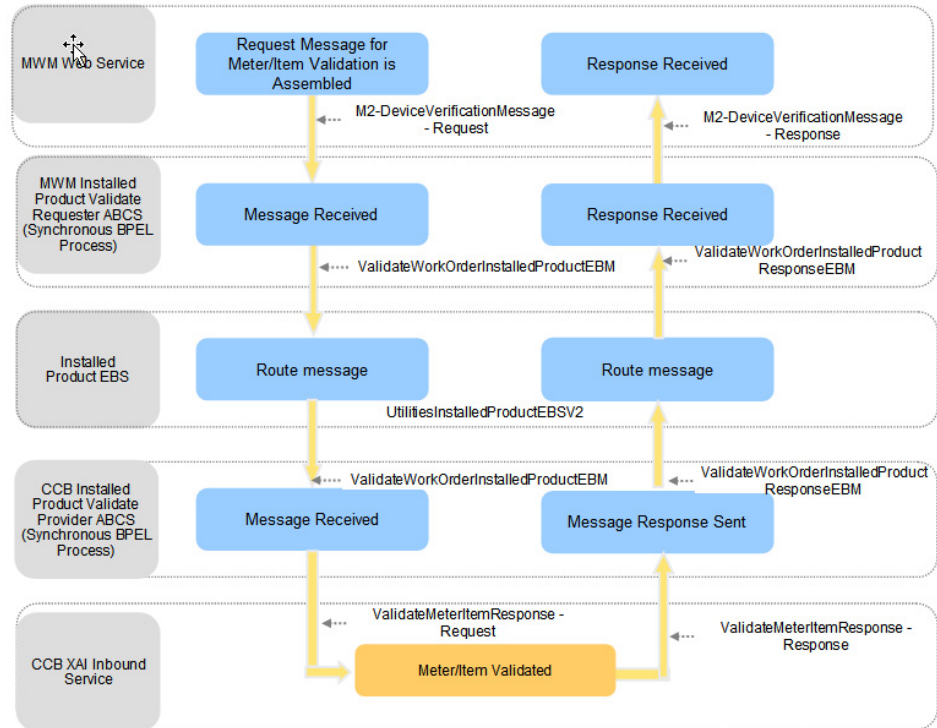 MWM Web Service
Request Message for
Meter/Item Validation is
Assembled
Response Received
M2-DeviceVerificationMessage
- Request
M2-DeviceVerificationMessage
- Response
MWM Installed
Product Validate
Requester ABCS
(Synchronous BPEL
Process)
Message Received
Response Received
ValidateWorkOrderInstalledProductEBM
ValidateWorkOrderInstalledProduct
ResponseEBM
Installed
Product EBS
Route message
Route message
UtilitiesInstalledProductEBSV2
CCB Installed
Product Validate
Provider ABCS
(Synchronous BPEL
Process)
ValidateWorkOrderInstalledProductEBM
ValidateWorkOrderInstalledProduct
ResponseEBM
Message Received
Message Response Sent
CCB XAI Inbound
Service
ValidateMeterItemResponse -
Request
ValidateMeterItemResponse -
Response
Meter/Item Validated